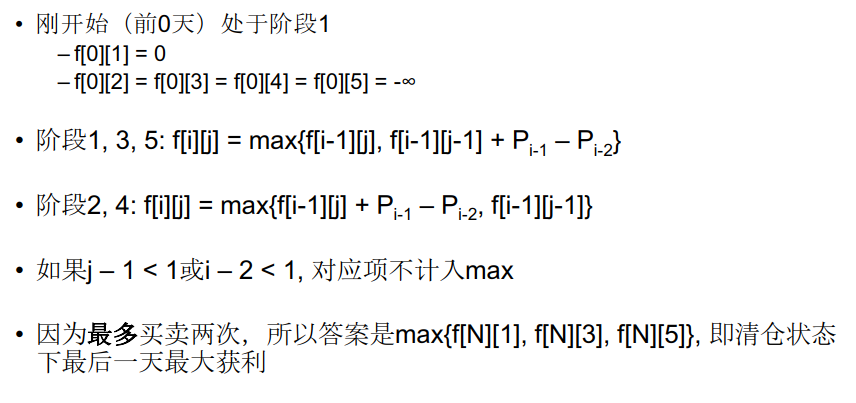 • 刚开始（前0天）处于阶段1
– f[0][1] = 0
– f[0][2] = f[0][3] = f[0][4] = f[0][5] = -∞
• 阶段1, 3, 5: f[i][j] = max{f[i-1][j], f[i-1][j-1] + Pi-1 – Pi-2}
• 阶段2, 4: f[i][j] = max{f[i-1][j] + Pi-1 – Pi-2, f[i-1][j-1]}
• 如果j – 1 < 1或i – 2 < 1, 对应项不计入max
• 因为最多买卖两次，所以答案是max{f[N][1], f[N][3], f[N][5]}, 即清仓状态
下最后一天最大获利